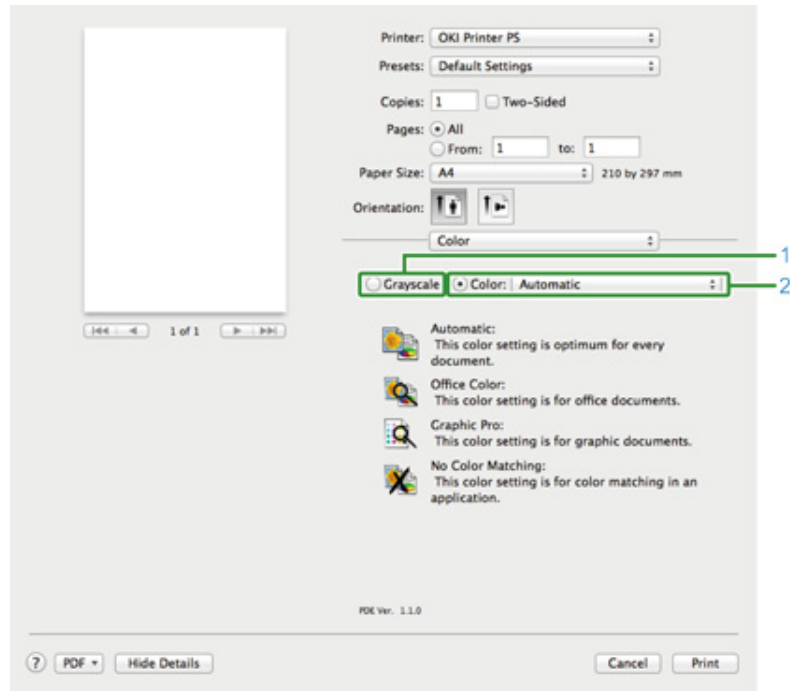 Printer: OKI Printer PS
Presets: Default Settings
Copies: 1 Two-Sided
Pages: All
From: 1 to: 1
Paper Size: A4 210 by 297 mm
Orientation:
Color
1
Grayscale Color: Automatic
2
1 of 1
Automatic:
This color setting is optimum for every
document.
Office Color:
This color setting is for office documents.
Graphic Pro:
This color setting is for graphic documents.
No Color Matching:
This color setting is for color matching in an
application.
PDE Ver. 1.1.0
? PDF Hide Details Cancel Print